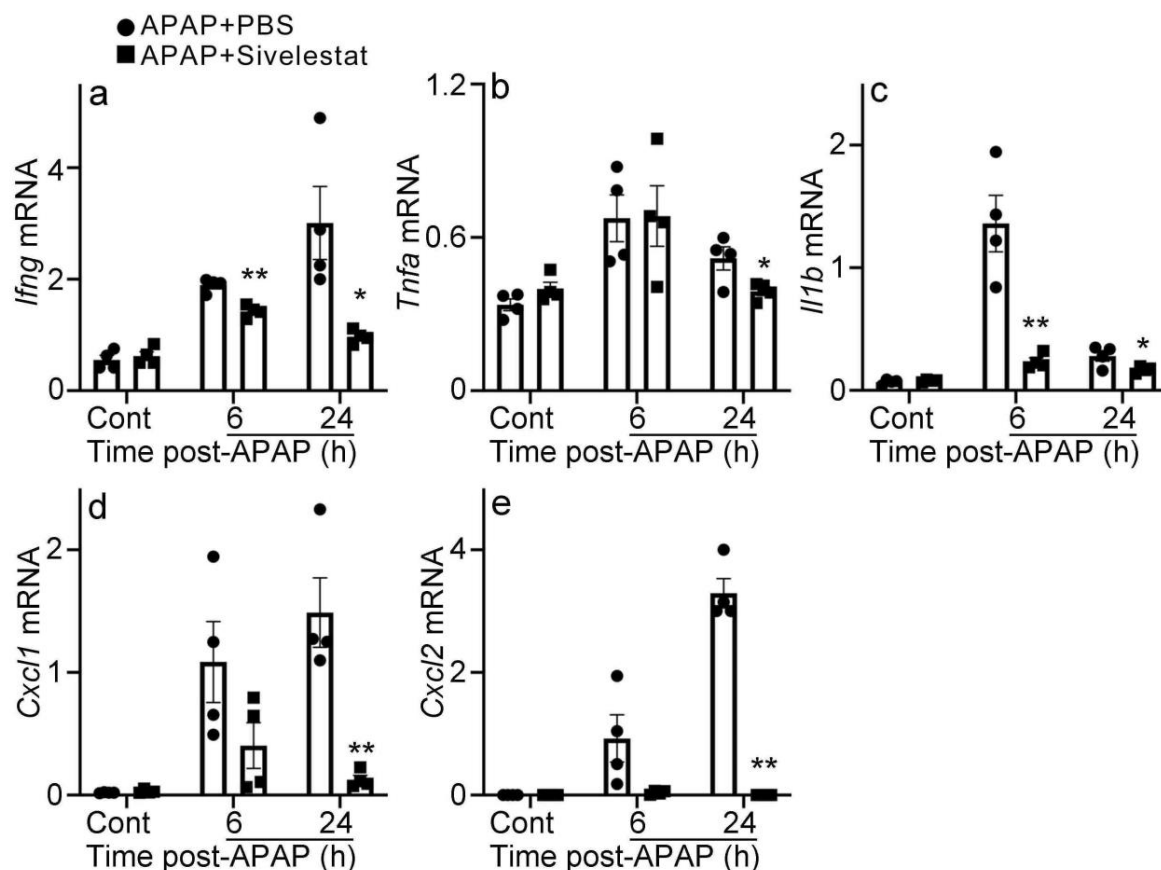 APAP+PBS
APAP+Sivelestat
a
Ifng mRNA
4
2
0
Cont
6
24
Time post-APAP (h)
**
*
b
Tnfa mRNA
1.2
0.6
0
Cont
6
24
Time post-APAP (h)
*
c
Il1b mRNA
2
1
0
Cont
6
24
Time post-APAP (h)
**
*
d
Cxcl1 mRNA
2
1
0
Cont
6
24
Time post-APAP (h)
**
e
Cxcl2 mRNA
4
2
0
Cont
6
24
Time post-APAP (h)
**